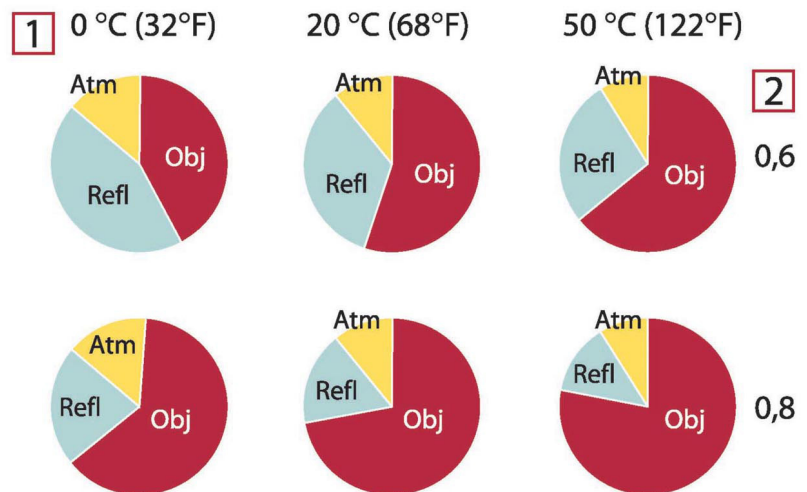 1 0 °C (32°F) 20 °C (68°F) 50 °C (122°F)
Atm Atm Atm 2
Obj Refl Obj Refl Refl Obj 0,6
Atm Atm Atm
Refl Obj Refl Obj Refl Obj 0,8